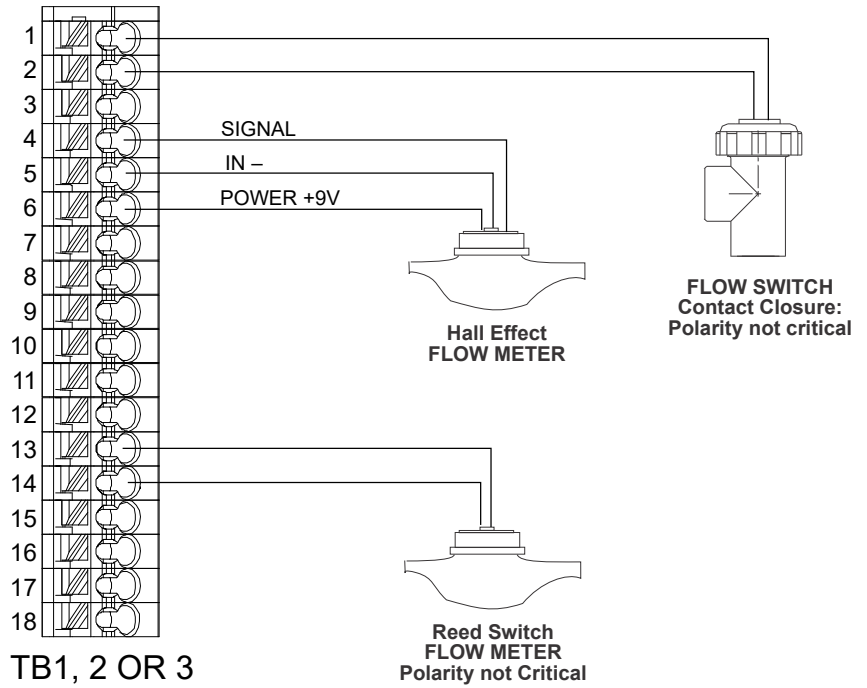 1
2
3
4
5
6
7
8
9
10
11
12
13
14
15
16
17
18
TB1, 2 OR 3
SIGNAL
IN –
POWER +9V
Hall Effect
FLOW METER
FLOW SWITCH
Contact Closure:
Polarity not critical
Reed Switch
FLOW METER
Polarity not Critical